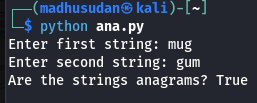 ┌──(madhusudan㉿kali)-[~]
└─$ python ana.py
Enter first string: mug
Enter second string: gum
Are the strings anagrams? True